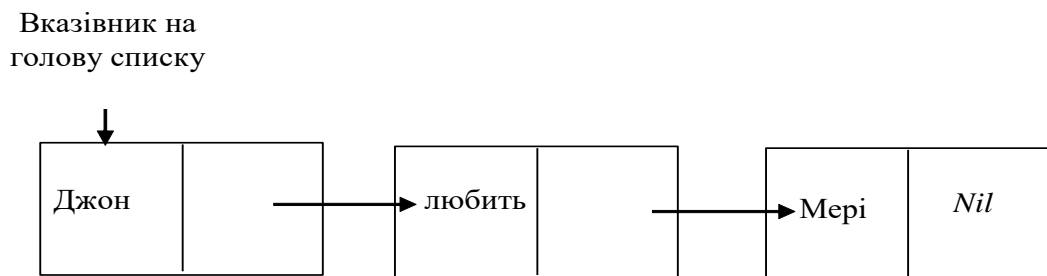 Вказівник на
голову списку
Джон
любить
Мері
Nil